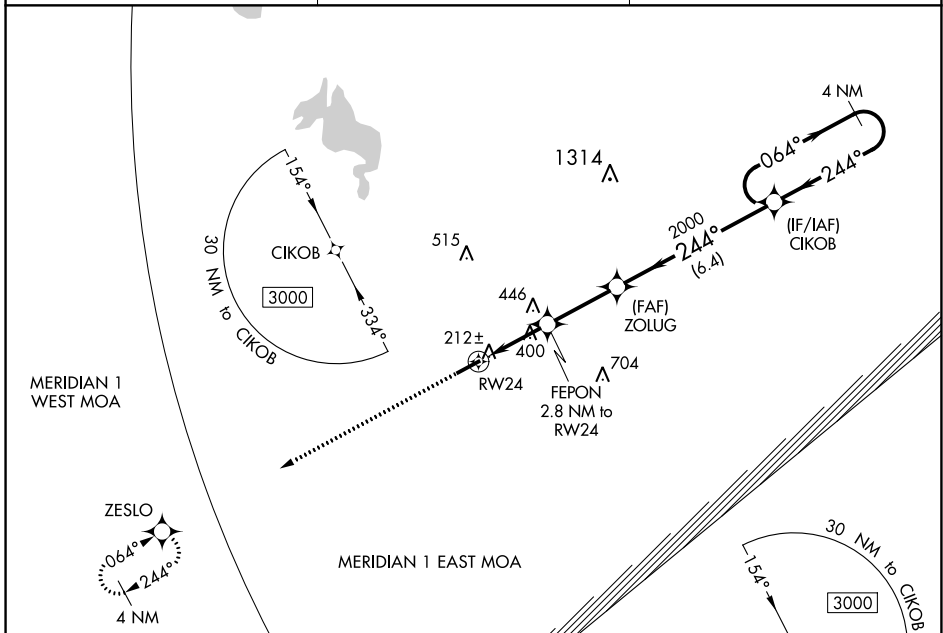 4 NM
064°
244°
(IF/IAF)
CIKOB
1314
2000
244°
(6.4)
154°
CIKOB
3000
334°
30 NM to CIKOB
515
446
(FAF)
ZOLUG
212±
400
RW24
704
FEPON
2.8 NM to
RW24
MERIDIAN 1
WEST MOA
ZESLO
064°
244°
4 NM
MERIDIAN 1 EAST MOA
30 NM to CIKOB
154°
3000